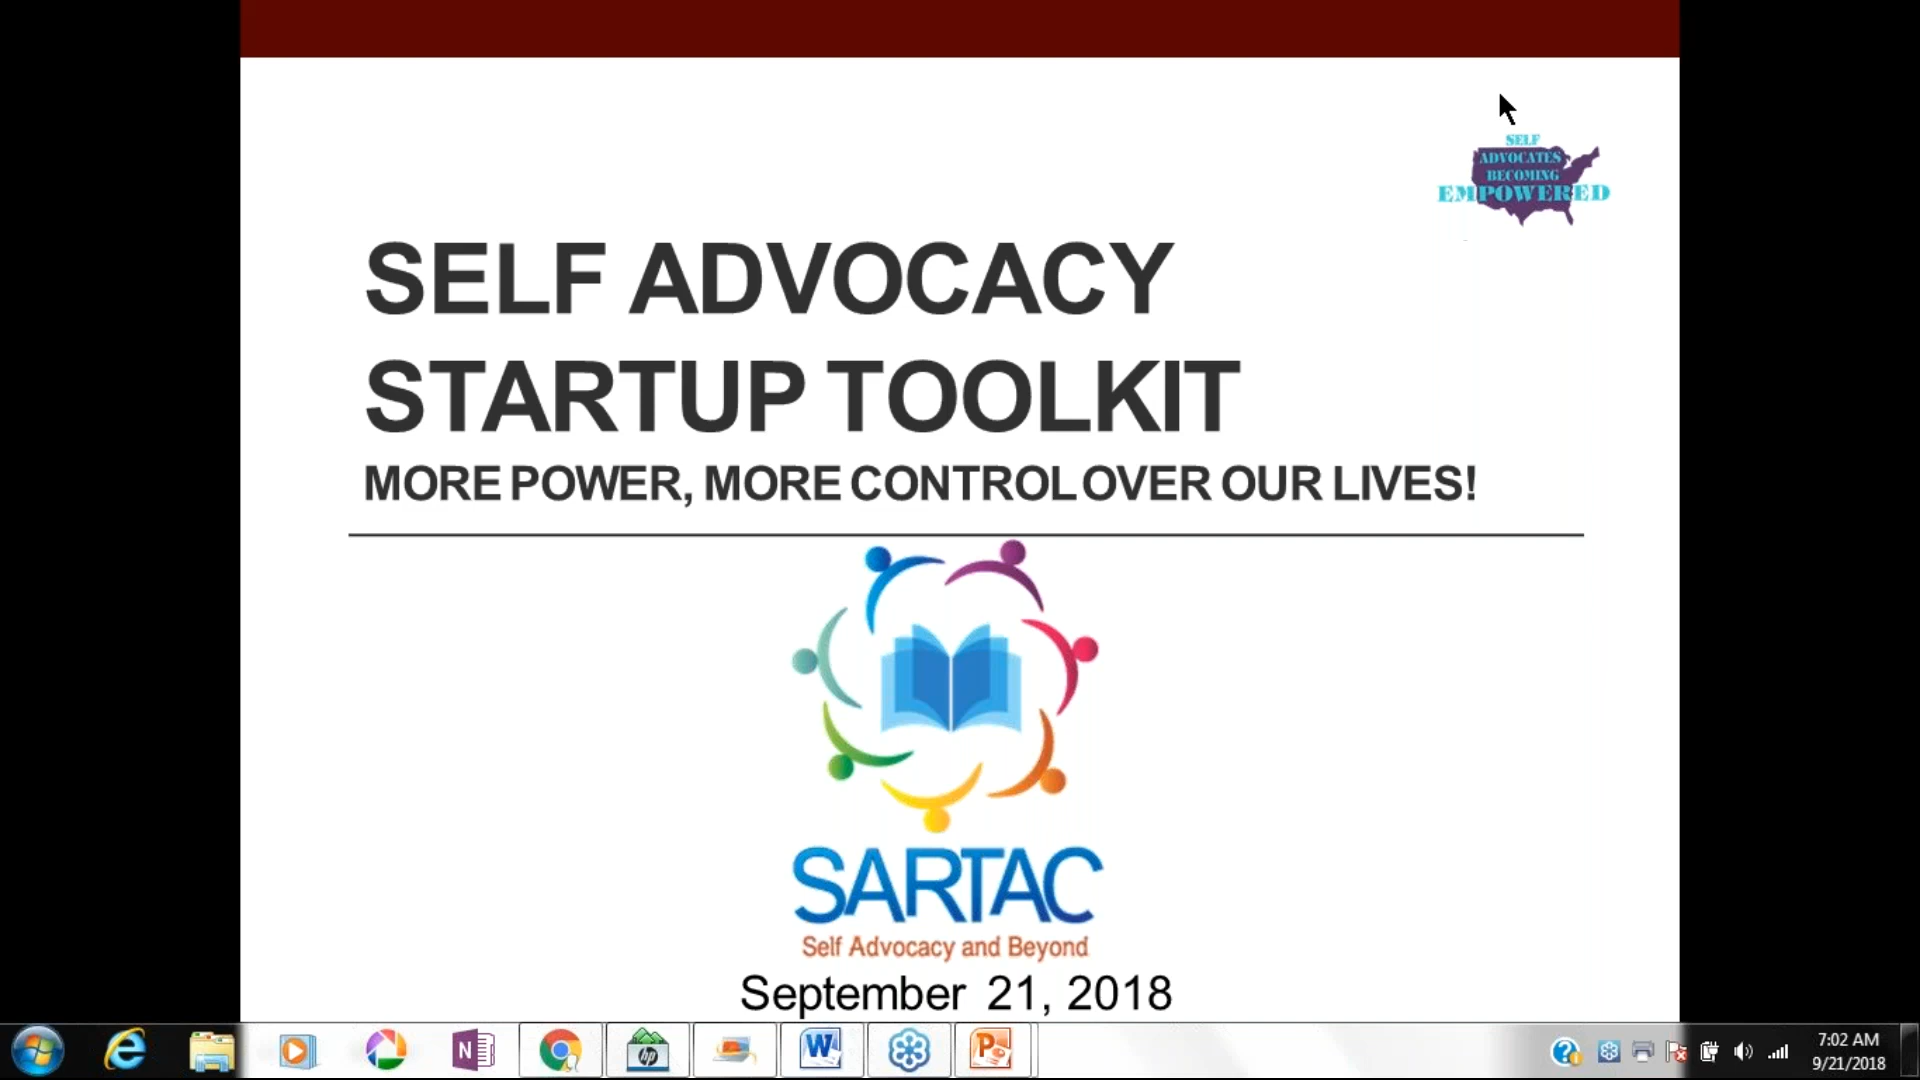 SELF
ADVOCATES
BECOMING
EMPOWERED
SELF ADVOCACY
STARTUP TOOLKIT
MORE POWER, MORE CONTROL OVER OUR LIVES!
SARTAC
Self Advocacy and Beyond
September 21, 2018
N
hp
W
P
7:02 AM
9/21/2018